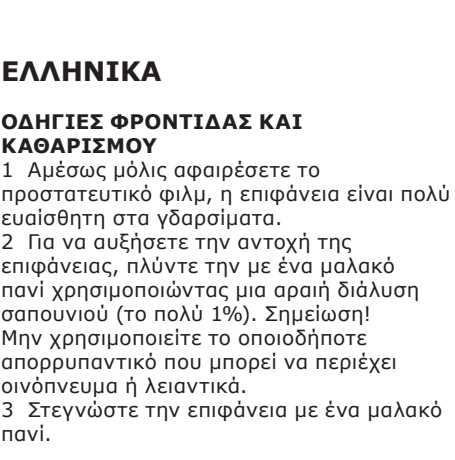 ΕΛΛΗΝΙΚΑ
ΟΔΗΓΙΕΣ ΦΡΟΝΤΙΔΑΣ ΚΑΙ
ΚΑΘΑΡΙΣΜΟΥ
1 Αμέσως μόλις αφαιρέσετε το
προστατευτικό φιλμ, η επιφάνεια είναι πολύ
ευαίσθητη στα γδαρσίματα.
2 Για να αυξήσετε την αντοχή της
επιφάνειας, πλύντε την με ένα μαλακό
πανί χρησιμοποιώντας μια αραιή διάλυση
σαπουνιού (το πολύ 1%). Σημείωση!
Μην χρησιμοποιείτε το οποιοδήποτε
απορρυπαντικό που μπορεί να περιέχει
οινόπνευμα ή λειαντικά.
3 Στεγνώστε την επιφάνεια με ένα μαλακό
πανί.